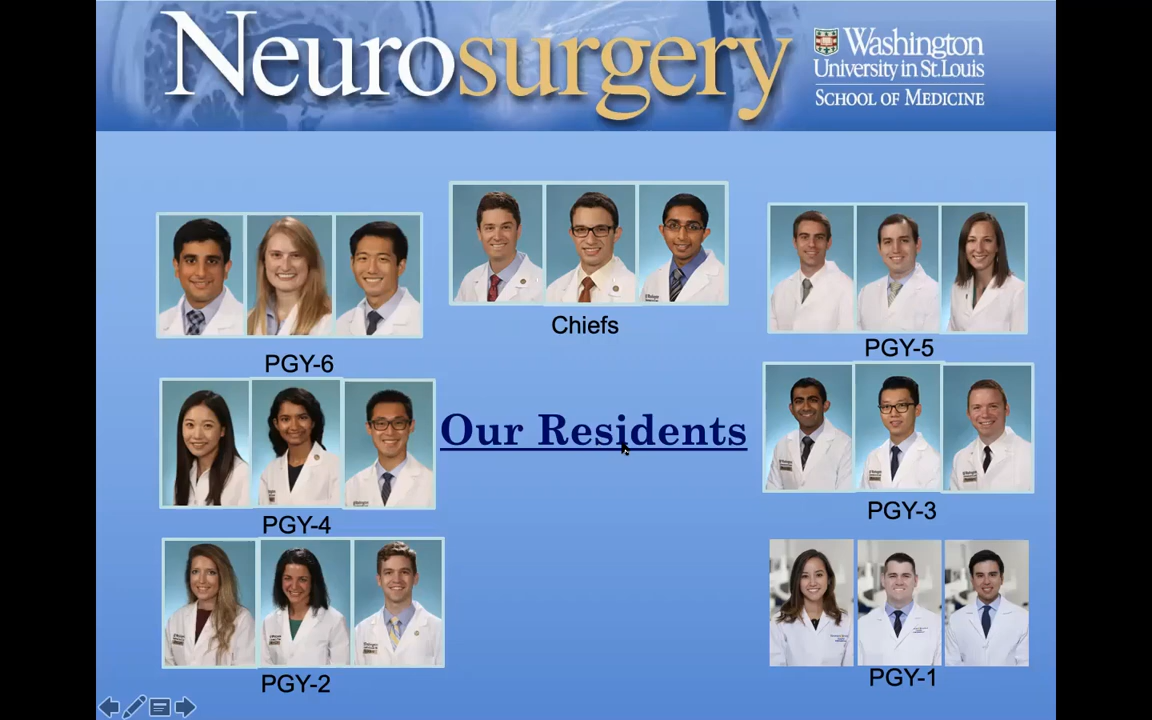 Neurosurgery
Washington
University in St. Louis
SCHOOL OF MEDICINE
Chiefs
PGY-6
PGY-5
Our Residents
PGY-4
PGY-3
PGY-2
PGY-1